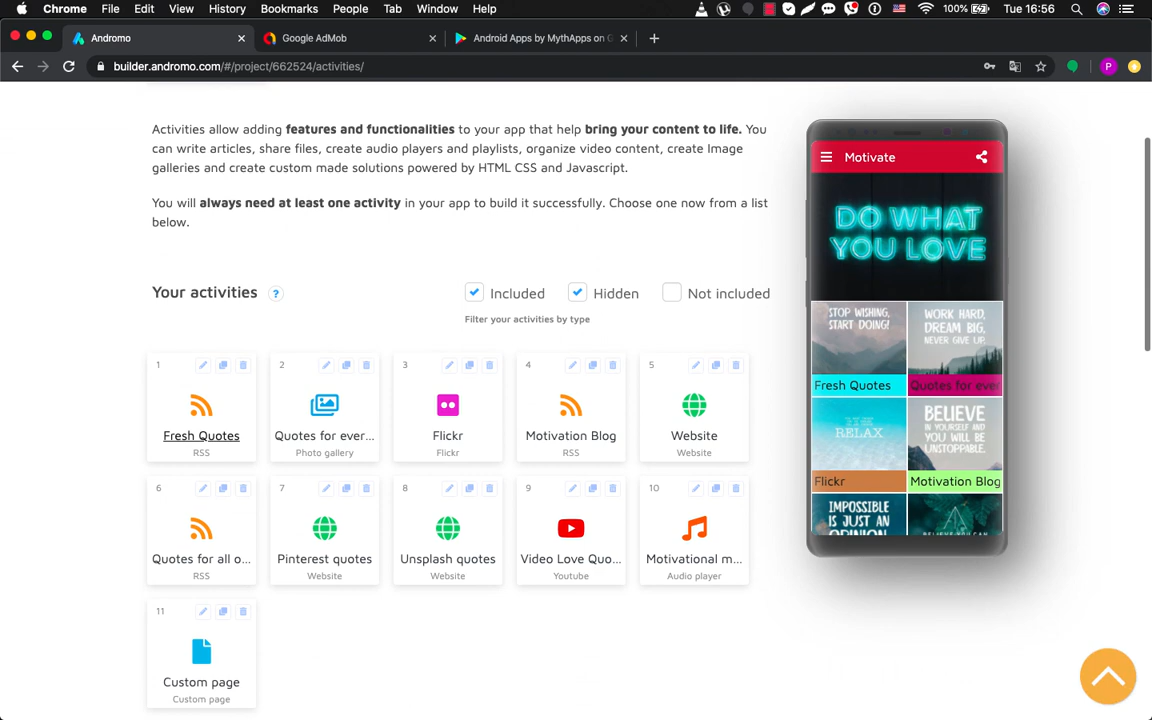 Chrome File Edit View History Bookmarks People Tab Window Help 100% Tue 16:56
Andromo Google AdMob Android Apps by MythApps on G
builder.andromo.com/#/project/662524/activities/ P
Activities allow adding features and functionalities to your app that help bring your content to life. You
can write articles, share files, create audio players and playlists, organize video content, create Image
galleries and create custom made solutions powered by HTML CSS and Javascript.
You will always need at least one activity in your app to build it successfully. Choose one now from a list
below.
Your activities ? Included Hidden Not included
Filter your activities by type
1 2 3 4 5
Fresh Quotes Quotes for ever... Flickr Motivation Blog Website
RSS Photo gallery Flickr RSS Website
6 7 8 9 10
Quotes for all o... Pinterest quotes Unsplash quotes Video Love Quo... Motivational m...
RSS Website Website Youtube Audio player
11
Custom page
Custom page
Motivate
DO WHAT
YOU LOVE
STOP WISHING,
START DOING!
WORK HARD,
DREAM BIG,
NEVER GIVE UP.
Fresh Quotes Quotes for ever
RELAX
BELIEVE
IN YOURSELF AND
YOU WILL BE
UNSTOPPABLE.
Flickr Motivation Blog
IMPOSSIBLE
IS JUST AN
OPINION